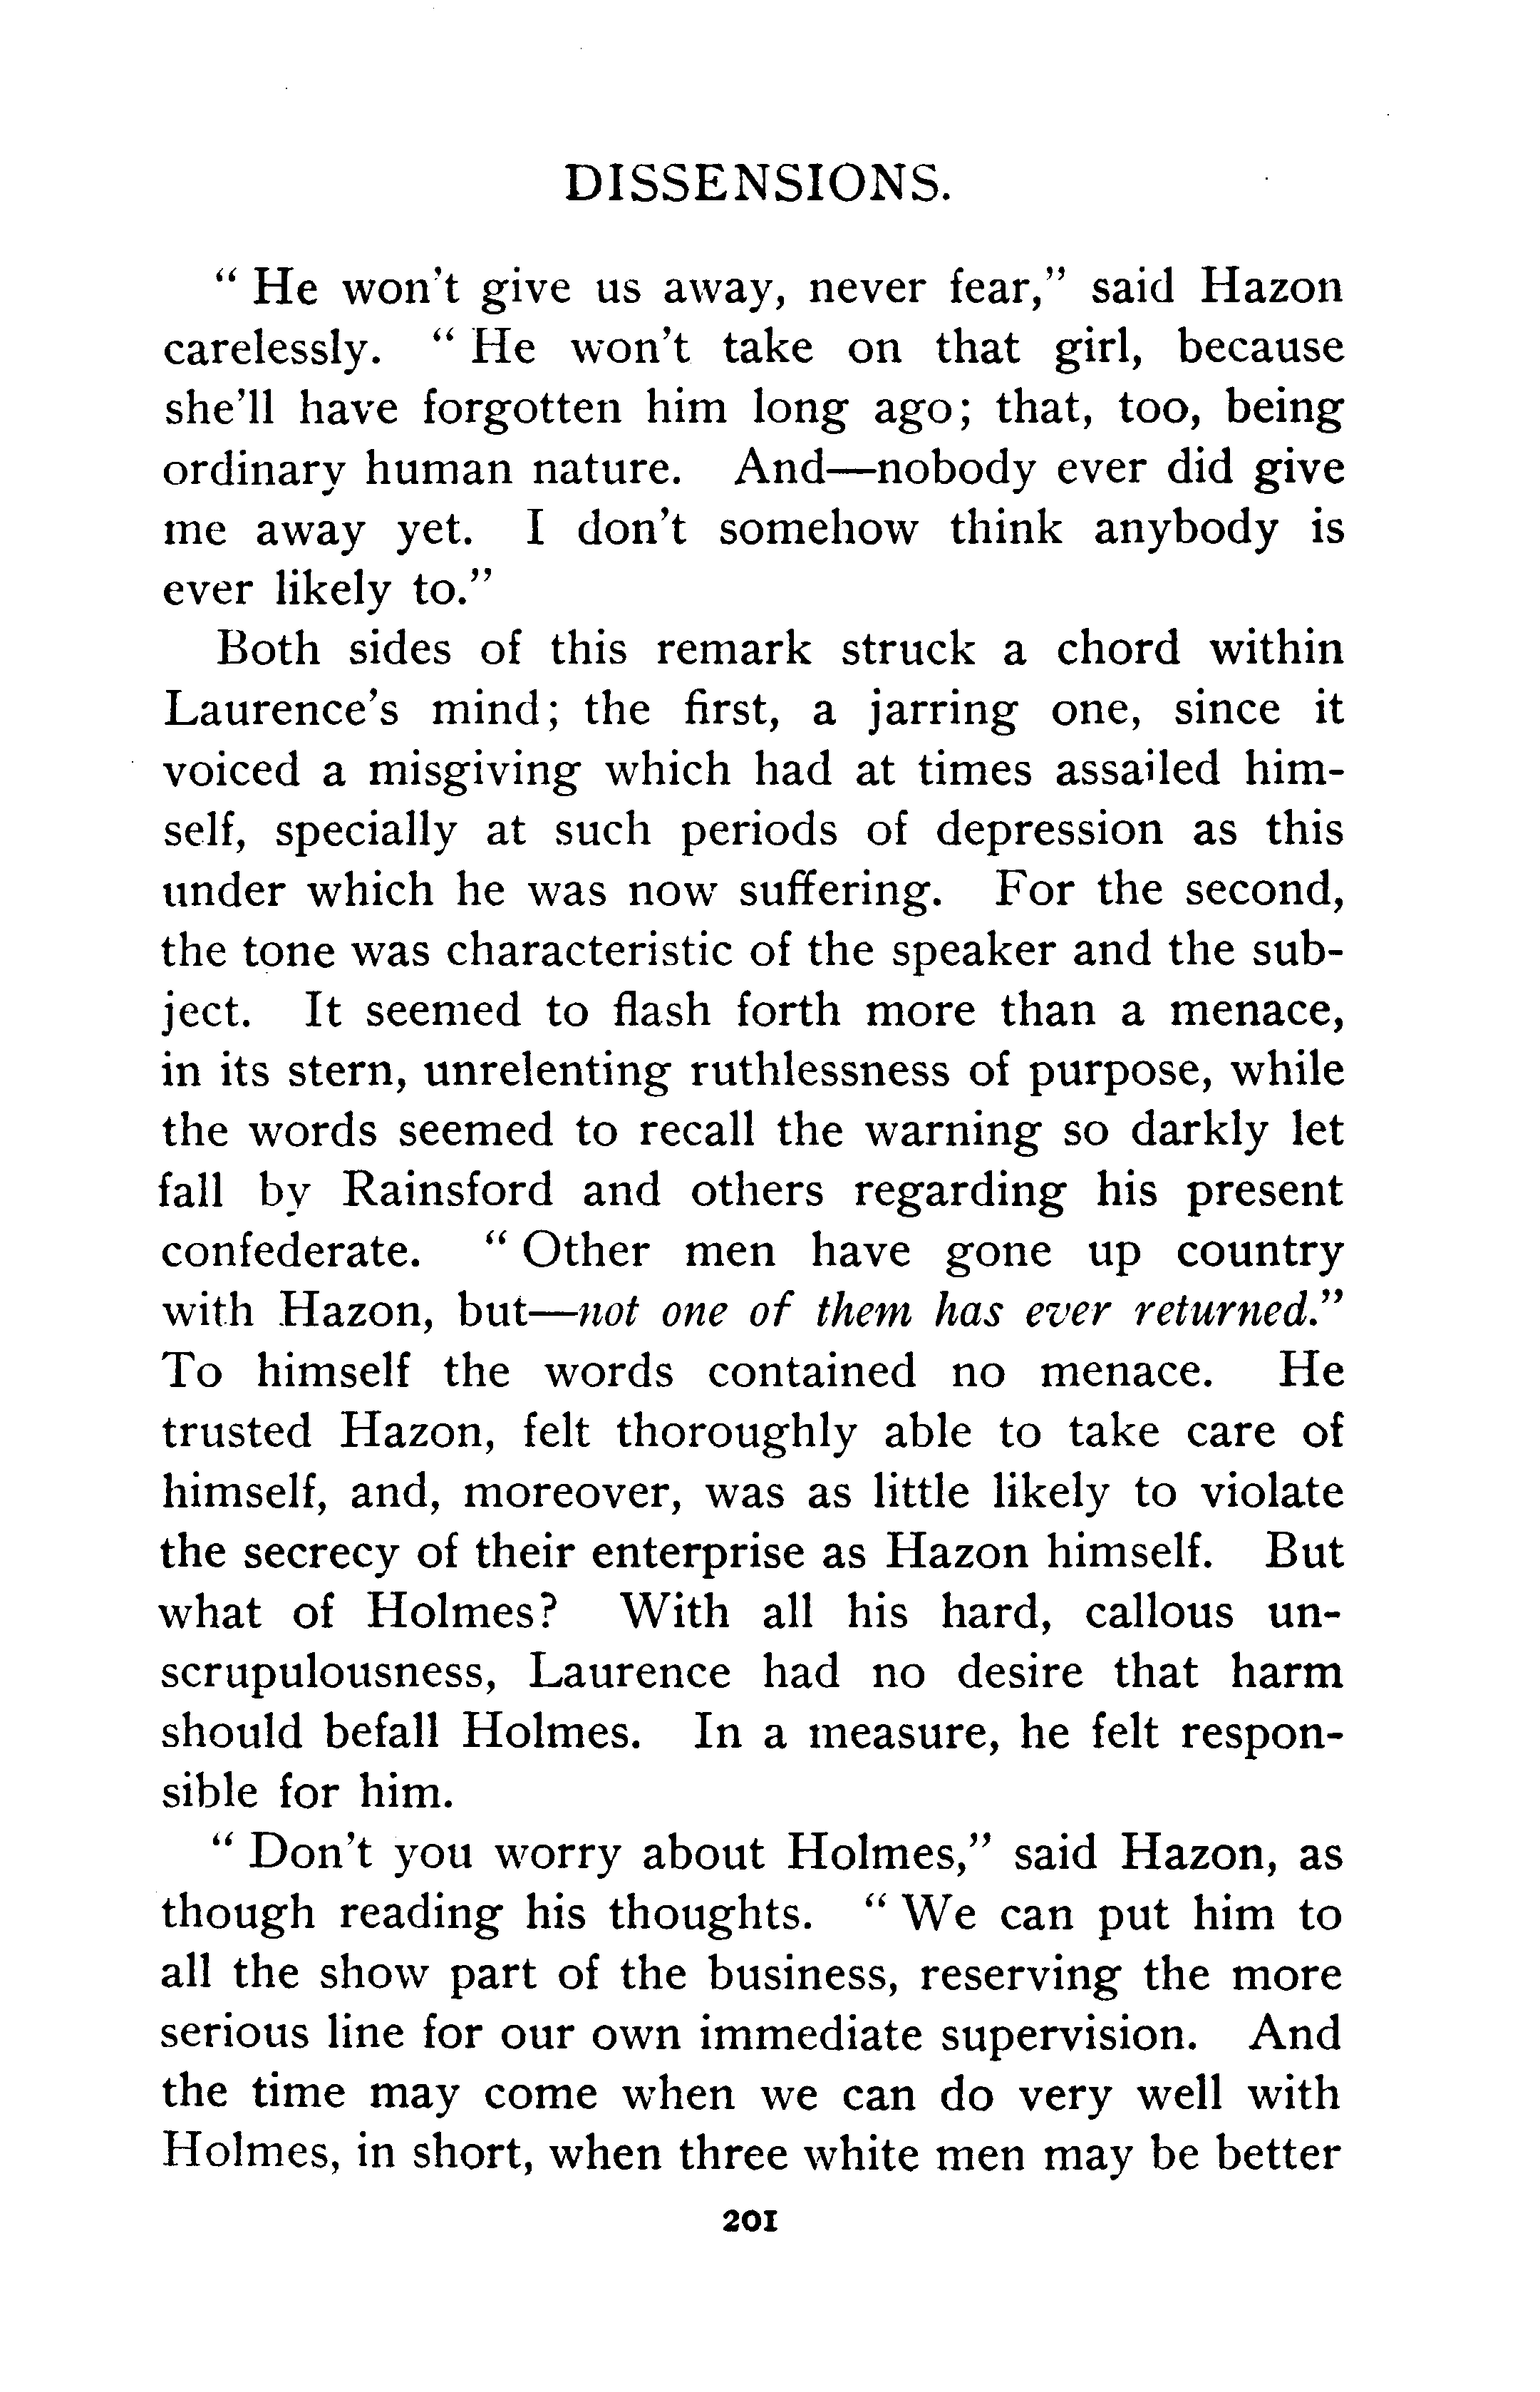 DISSENSIONS.
" He won't give us away, never fear," said Hazon
carelessly. " He won't take on that girl, because
she'll have forgotten him long ago; that, too, being
ordinary human nature. And—nobody ever did give
me away yet. I don't somehow think anybody is
ever likely to."
Both sides of this remark struck a chord within
Laurence's mind; the first, a jarring one, since it
voiced a misgiving which had at times assailed him-
self, specially at such periods of depression as this
under which he was now suffering. For the second,
the tone was characteristic of the speaker and the sub-
ject. It seemed to flash forth more than a menace,
in its stern, unrelenting ruthlessness of purpose, while
the words seemed to recall the warning so darkly let
fall by Rainsford and others regarding his present
confederate. " Other men have gone up country
with Hazon, but—not one of them has ever returned."
To himself the words contained no menace. He
trusted Hazon, felt thoroughly able to take care of
himself, and, moreover, was as little likely to violate
the secrecy of their enterprise as Hazon himself. But
what of Holmes? With all his hard, callous un-
scrupulousness, Laurence had no desire that harm
should befall Holmes. In a measure, he felt respon-
sible for him.
" Don't you worry about Holmes," said Hazon, as
though reading his thoughts. " We can put him to
all the show part of the business, reserving the more
serious line for our own immediate supervision. And
the time may come when we can do very well with
Holmes, in short, when three white men may be better
201